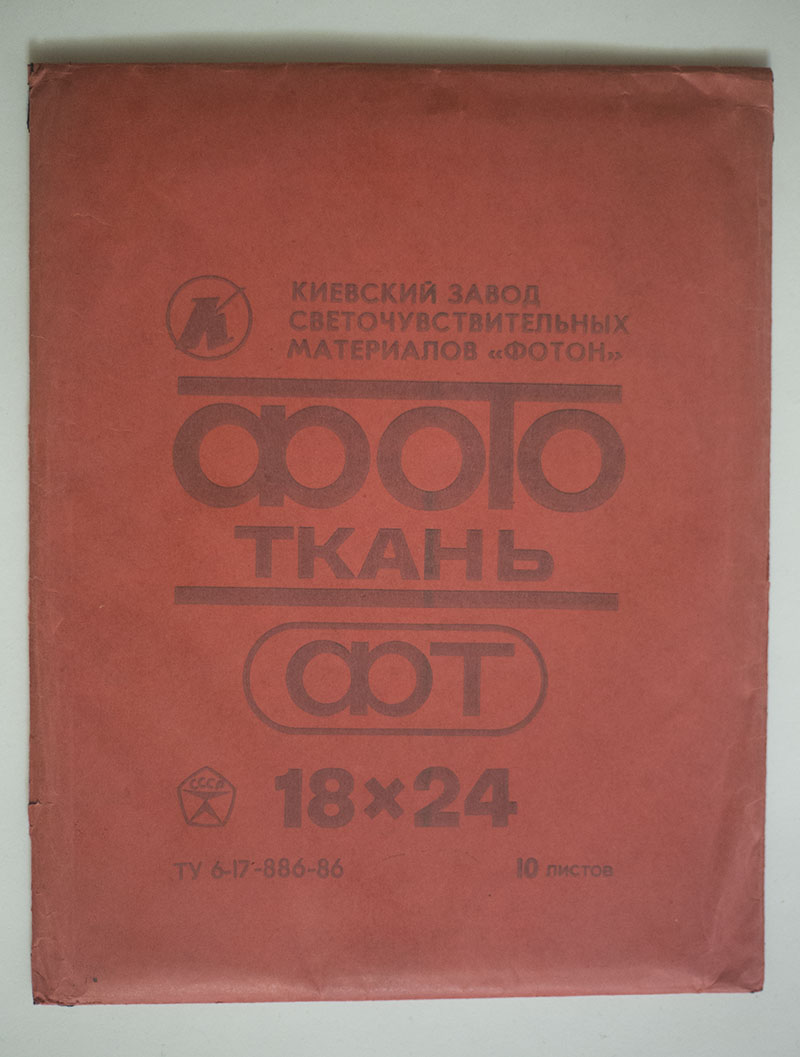 КИЕВСКИЙ ЗАВОД
СВЕТОЧУВСТВИТЕЛЬНЫХ
МАТЕРИАЛОВ «ФОТОН»
ФОТО
ТКАНЬ
ФТ
СССР
18×24
ТУ 6-17-886-86
10 листов